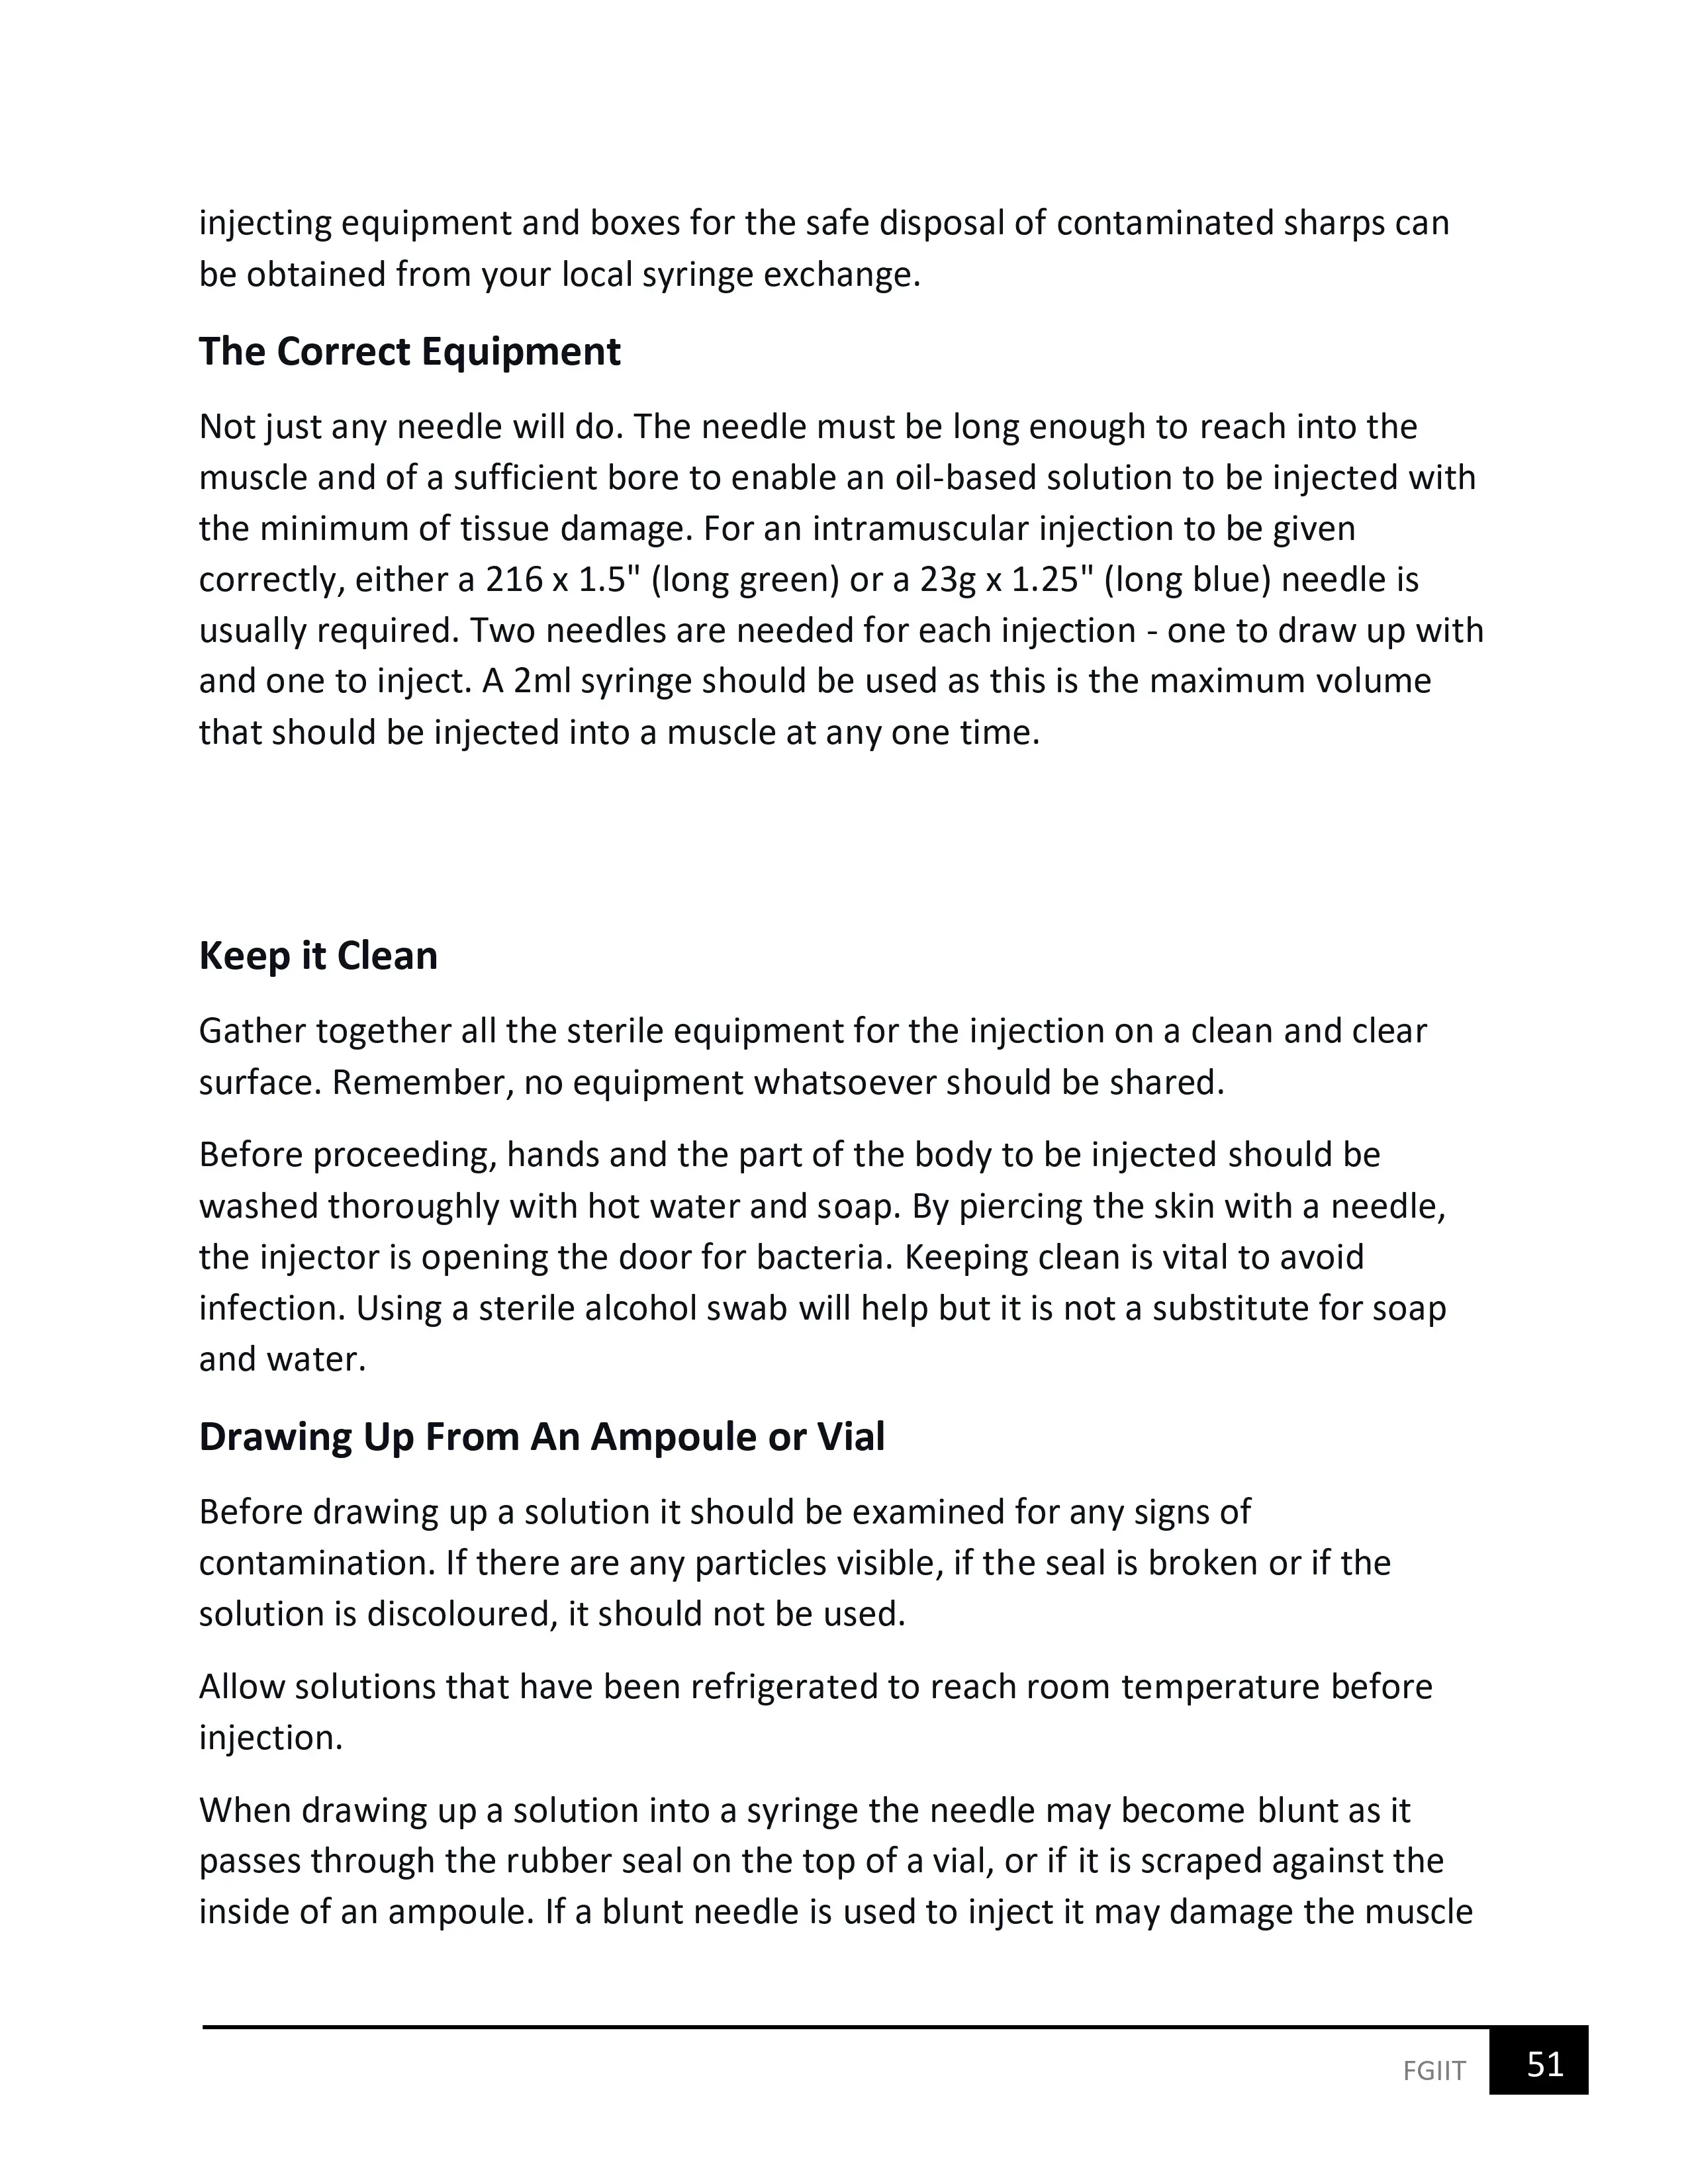 injecting equipment and boxes for the safe disposal of contaminated sharps can
be obtained from your local syringe exchange.
The Correct Equipment
Not just any needle will do. The needle must be long enough to reach into the
muscle and of a sufficient bore to enable an oil-based solution to be injected with
the minimum of tissue damage. For an intramuscular injection to be given
correctly, either a 216 x 1.5" (long green) or a 23g x 1.25" (long blue) needle is
usually required. Two needles are needed for each injection - one to draw up with
and one to inject. A 2ml syringe should be used as this is the maximum volume
that should be injected into a muscle at any one time.
Keep it Clean
Gather together all the sterile equipment for the injection on a clean and clear
surface. Remember, no equipment whatsoever should be shared.
Before proceeding, hands and the part of the body to be injected should be
washed thoroughly with hot water and soap. By piercing the skin with a needle,
the injector is opening the door for bacteria. Keeping clean is vital to avoid
infection. Using a sterile alcohol swab will help but it is not a substitute for soap
and water.
Drawing Up From An Ampoule or Vial
Before drawing up a solution it should be examined for any signs of
contamination. If there are any particles visible, if the seal is broken or if the
solution is discoloured, it should not be used.
Allow solutions that have been refrigerated to reach room temperature before
injection.
When drawing up a solution into a syringe the needle may become blunt as it
passes through the rubber seal on the top of a vial, or if it is scraped against the
inside of an ampoule. If a blunt needle is used to inject it may damage the muscle
FGIIT 51